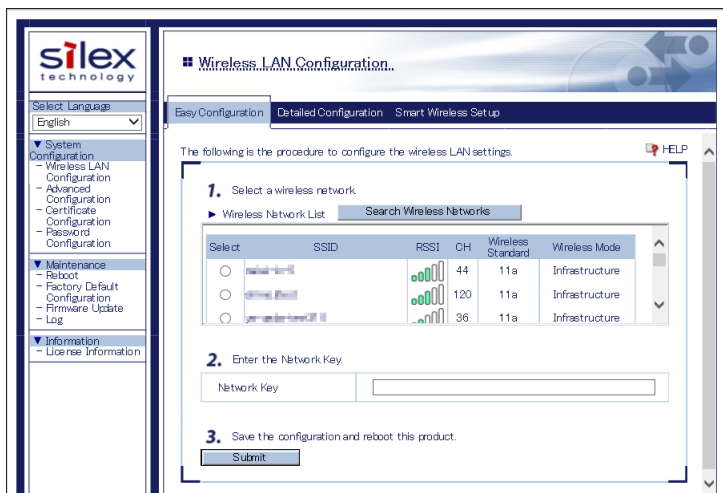 silex
technology
Select Language
English
▼ System
Configuration
- Wireless LAN
Configuration
- Advanced
Configuration
- Certificate
Configuration
- Password
Configuration
▼ Maintenance
- Reboot
- Factory Default
Configuration
- Firmware Update
- Log
▼ Information
- License Information
Wireless LAN Configuration
Easy Configuration Detailed Configuration Smart Wireless Setup
The following is the procedure to configure the wireless LAN settings.
HELP
1. Select a wireless network.
► Wireless Network List Search Wireless Networks
Select SSID RSSI CH Wireless Standard Wireless Mode
44 11a Infrastructure
120 11a Infrastructure
36 11a Infrastructure
2. Enter the Network Key.
Network Key
3. Save the configuration and reboot this product.
Submit